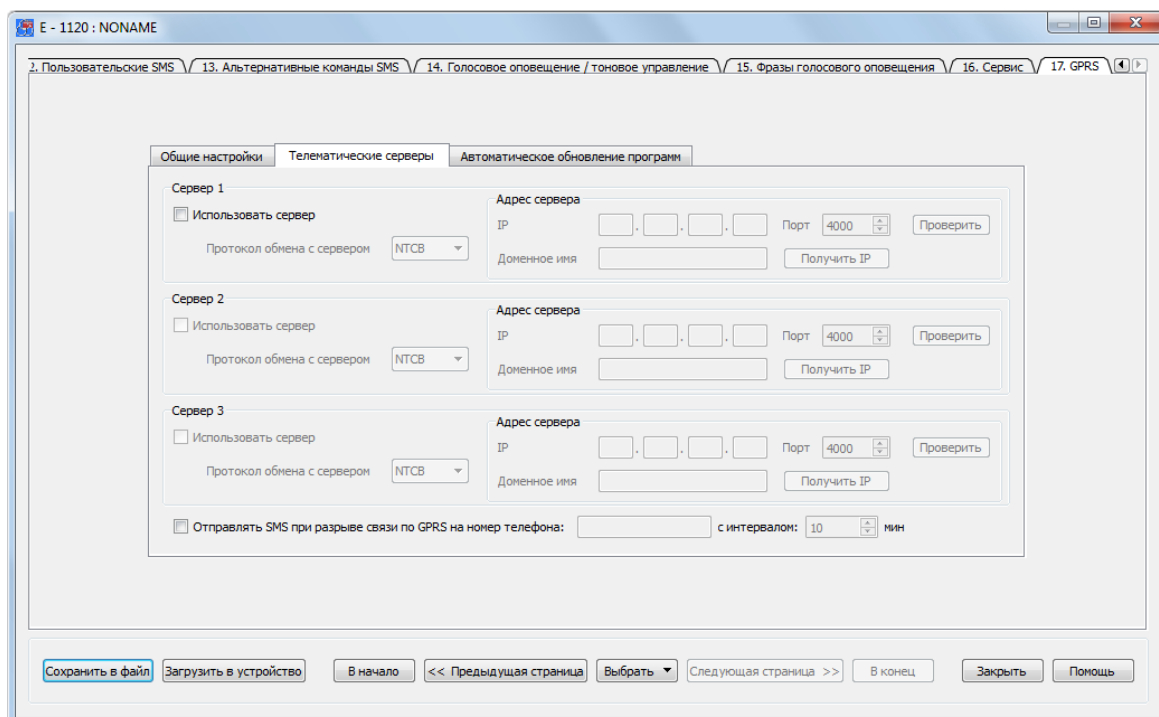 E - 1120 : NONAME
2. Пользовательские SMS 13. Альтернативные команды SMS 14. Голосовое оповещение / тоновое управление 15. Фразы голосового оповещения 16. Сервис 17. GPRS
Общие настройки Телематические серверы Автоматическое обновление программ
Сервер 1
Использовать сервер
Протокол обмена с сервером NTCB
Адрес сервера
IP . . . Порт 4000 Проверить
Доменное имя Получить IP
Сервер 2
Использовать сервер
Протокол обмена с сервером NTCB
Адрес сервера
IP . . . Порт 4000 Проверить
Доменное имя Получить IP
Сервер 3
Использовать сервер
Протокол обмена с сервером NTCB
Адрес сервера
IP . . . Порт 4000 Проверить
Доменное имя Получить IP
Отправлять SMS при разрыве связи по GPRS на номер телефона: с интервалом: 10 мин
Сохранить в файл Загрузить в устройство В начало << Предыдущая страница Выбрать Следующая страница >> В конец Закрыть Помощь